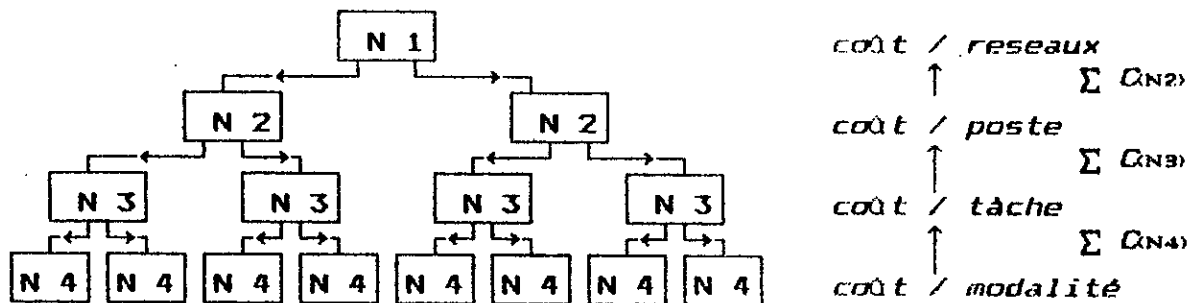 N 1
coût / reseaux
Σ C(N2)
N 2 N 2
coût / poste
Σ C(N3)
N 3 N 3 N 3 N 3
coût / tâche
Σ C(N4)
N 4 N 4 N 4 N 4 N 4 N 4 N 4 N 4
coût / modalité